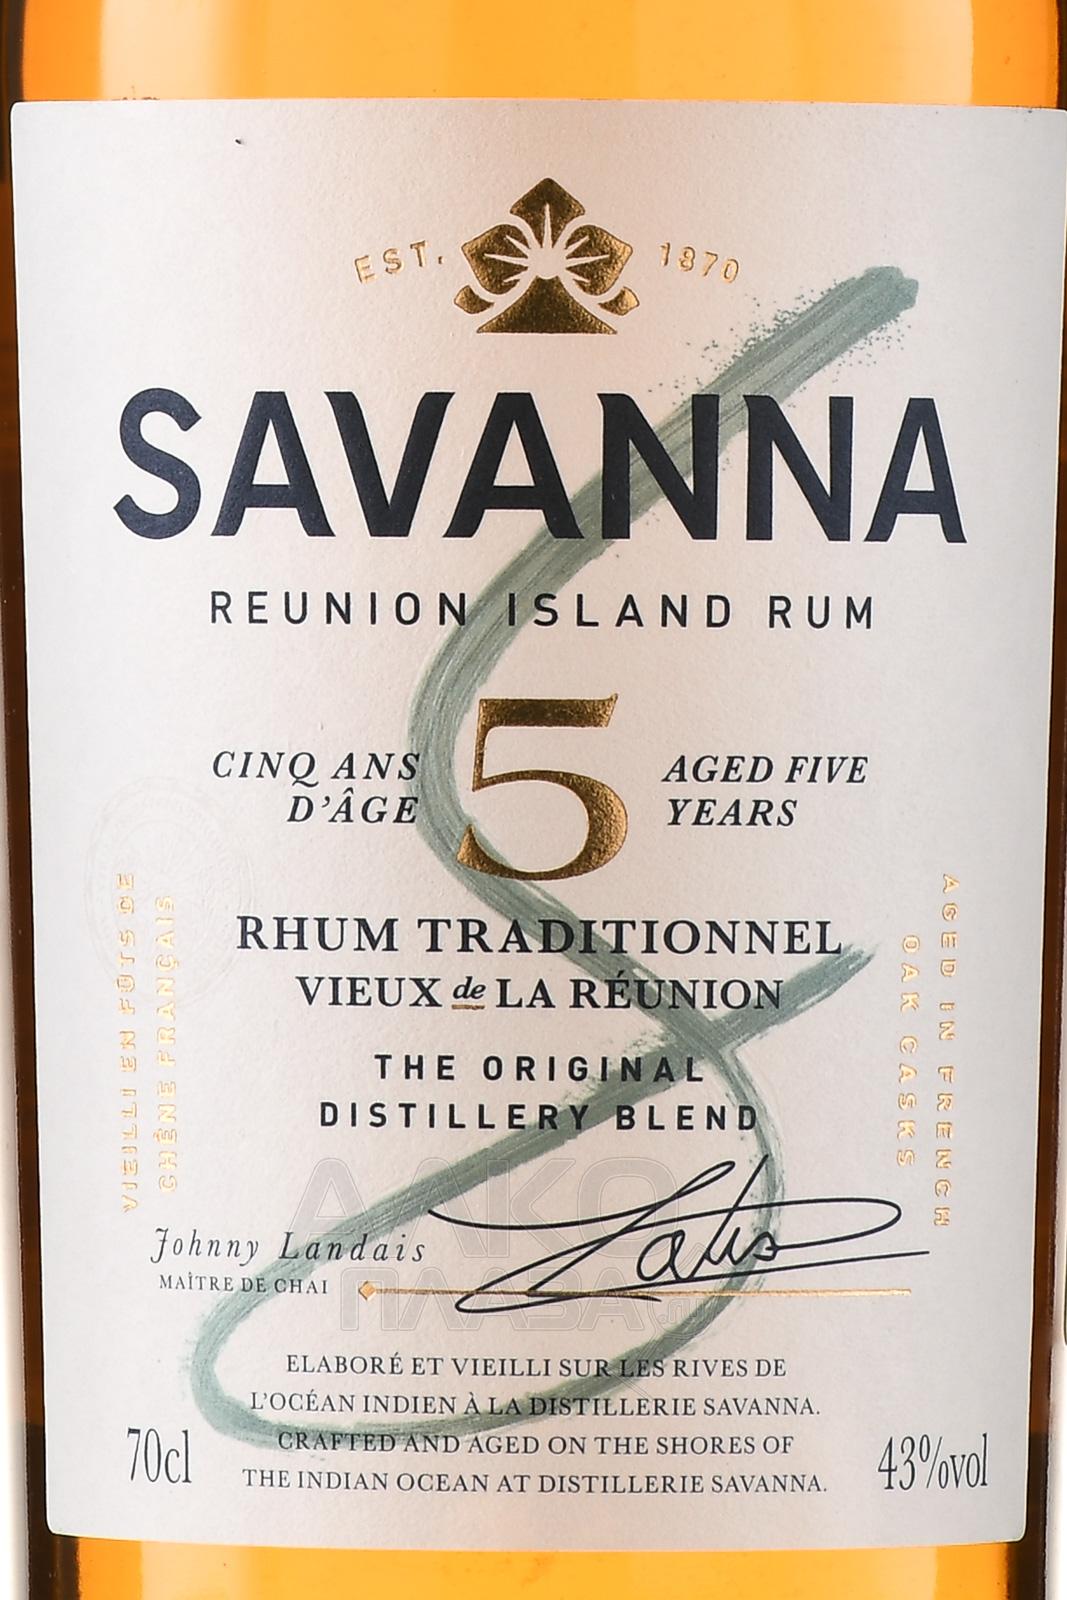 EST. 1870
SAVANNA
REUNION ISLAND RUM
CINQ ANS
D'ÂGE
5
AGED FIVE
YEARS
RHUM TRADITIONNEL
VIEUX de LA RÉUNION
THE ORIGINAL
DISTILLERY BLEND
VIEILLI EN FÛTS DE
CHÊNE FRANÇAIS
AGED IN FRENCH
OAK CASKS
Johnny Landais
MAÎTRE DE CHAI
АЛКО
ПЛАЗА.ru
ELABORÉ ET VIEILLI SUR LES RIVES DE
L'OCÉAN INDIEN À LA DISTILLERIE SAVANNA.
CRAFTED AND AGED ON THE SHORES OF
THE INDIAN OCEAN AT DISTILLERIE SAVANNA.
70cl
43%vol